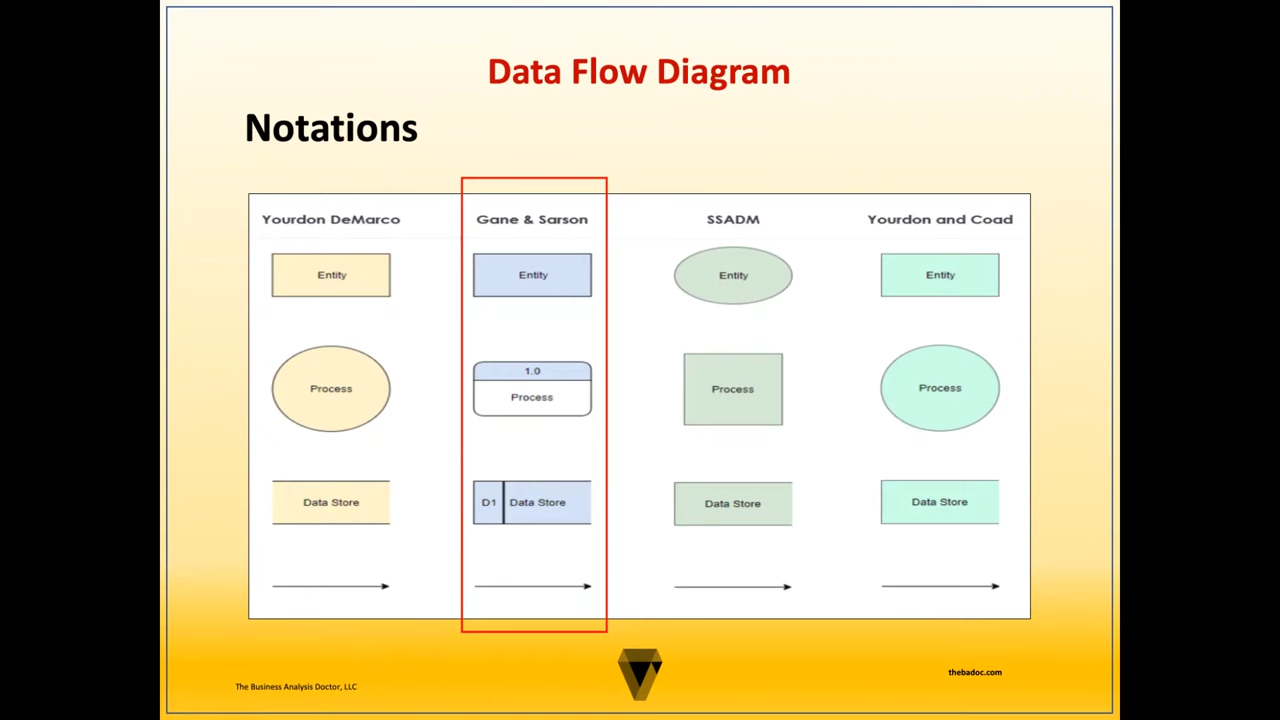 Data Flow Diagram
Notations
Yourdon DeMarco Gane & Sarson SSADM Yourdon and Coad
Entity Entity Entity Entity
1.0
Process Process Process Process
Data Store D1 Data Store Data Store Data Store
The Business Analysis Doctor, LLC
thebadoc.com